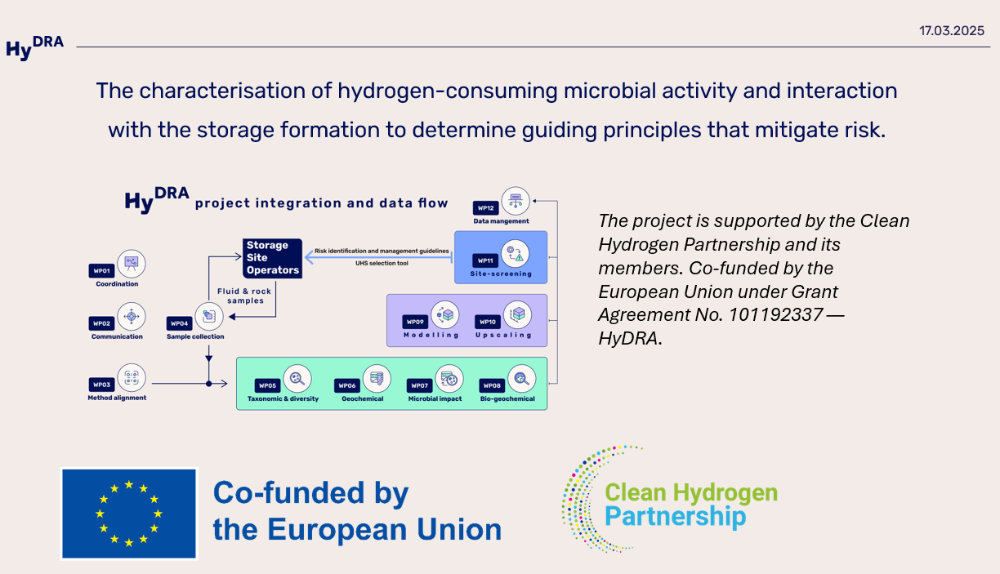 17.03.2025
HyDRA
The characterisation of hydrogen-consuming microbial activity and interaction
with the storage formation to determine guiding principles that mitigate risk.
HyDRA project integration and data flow
WP12
Data mangement
Storage
Site
Operators
Risk identification and management guidelines
UHS selection tool
WP11
Site-screening
WP01
Coordination
Fluid & rock
samples
WP02
Communication
WP04
Sample collection
WP09
Modelling
WP10
Upscaling
WP03
Method alignment
WP05
Taxonomic & diversity
WP06
Geochemical
WP07
Microbial impact
WP08
Bio-geochemical
The project is supported by the Clean
Hydrogen Partnership and its
members. Co-funded by the
European Union under Grant
Agreement No. 101192337 —
HyDRA.
Co-funded by
the European Union
Clean Hydrogen
Partnership